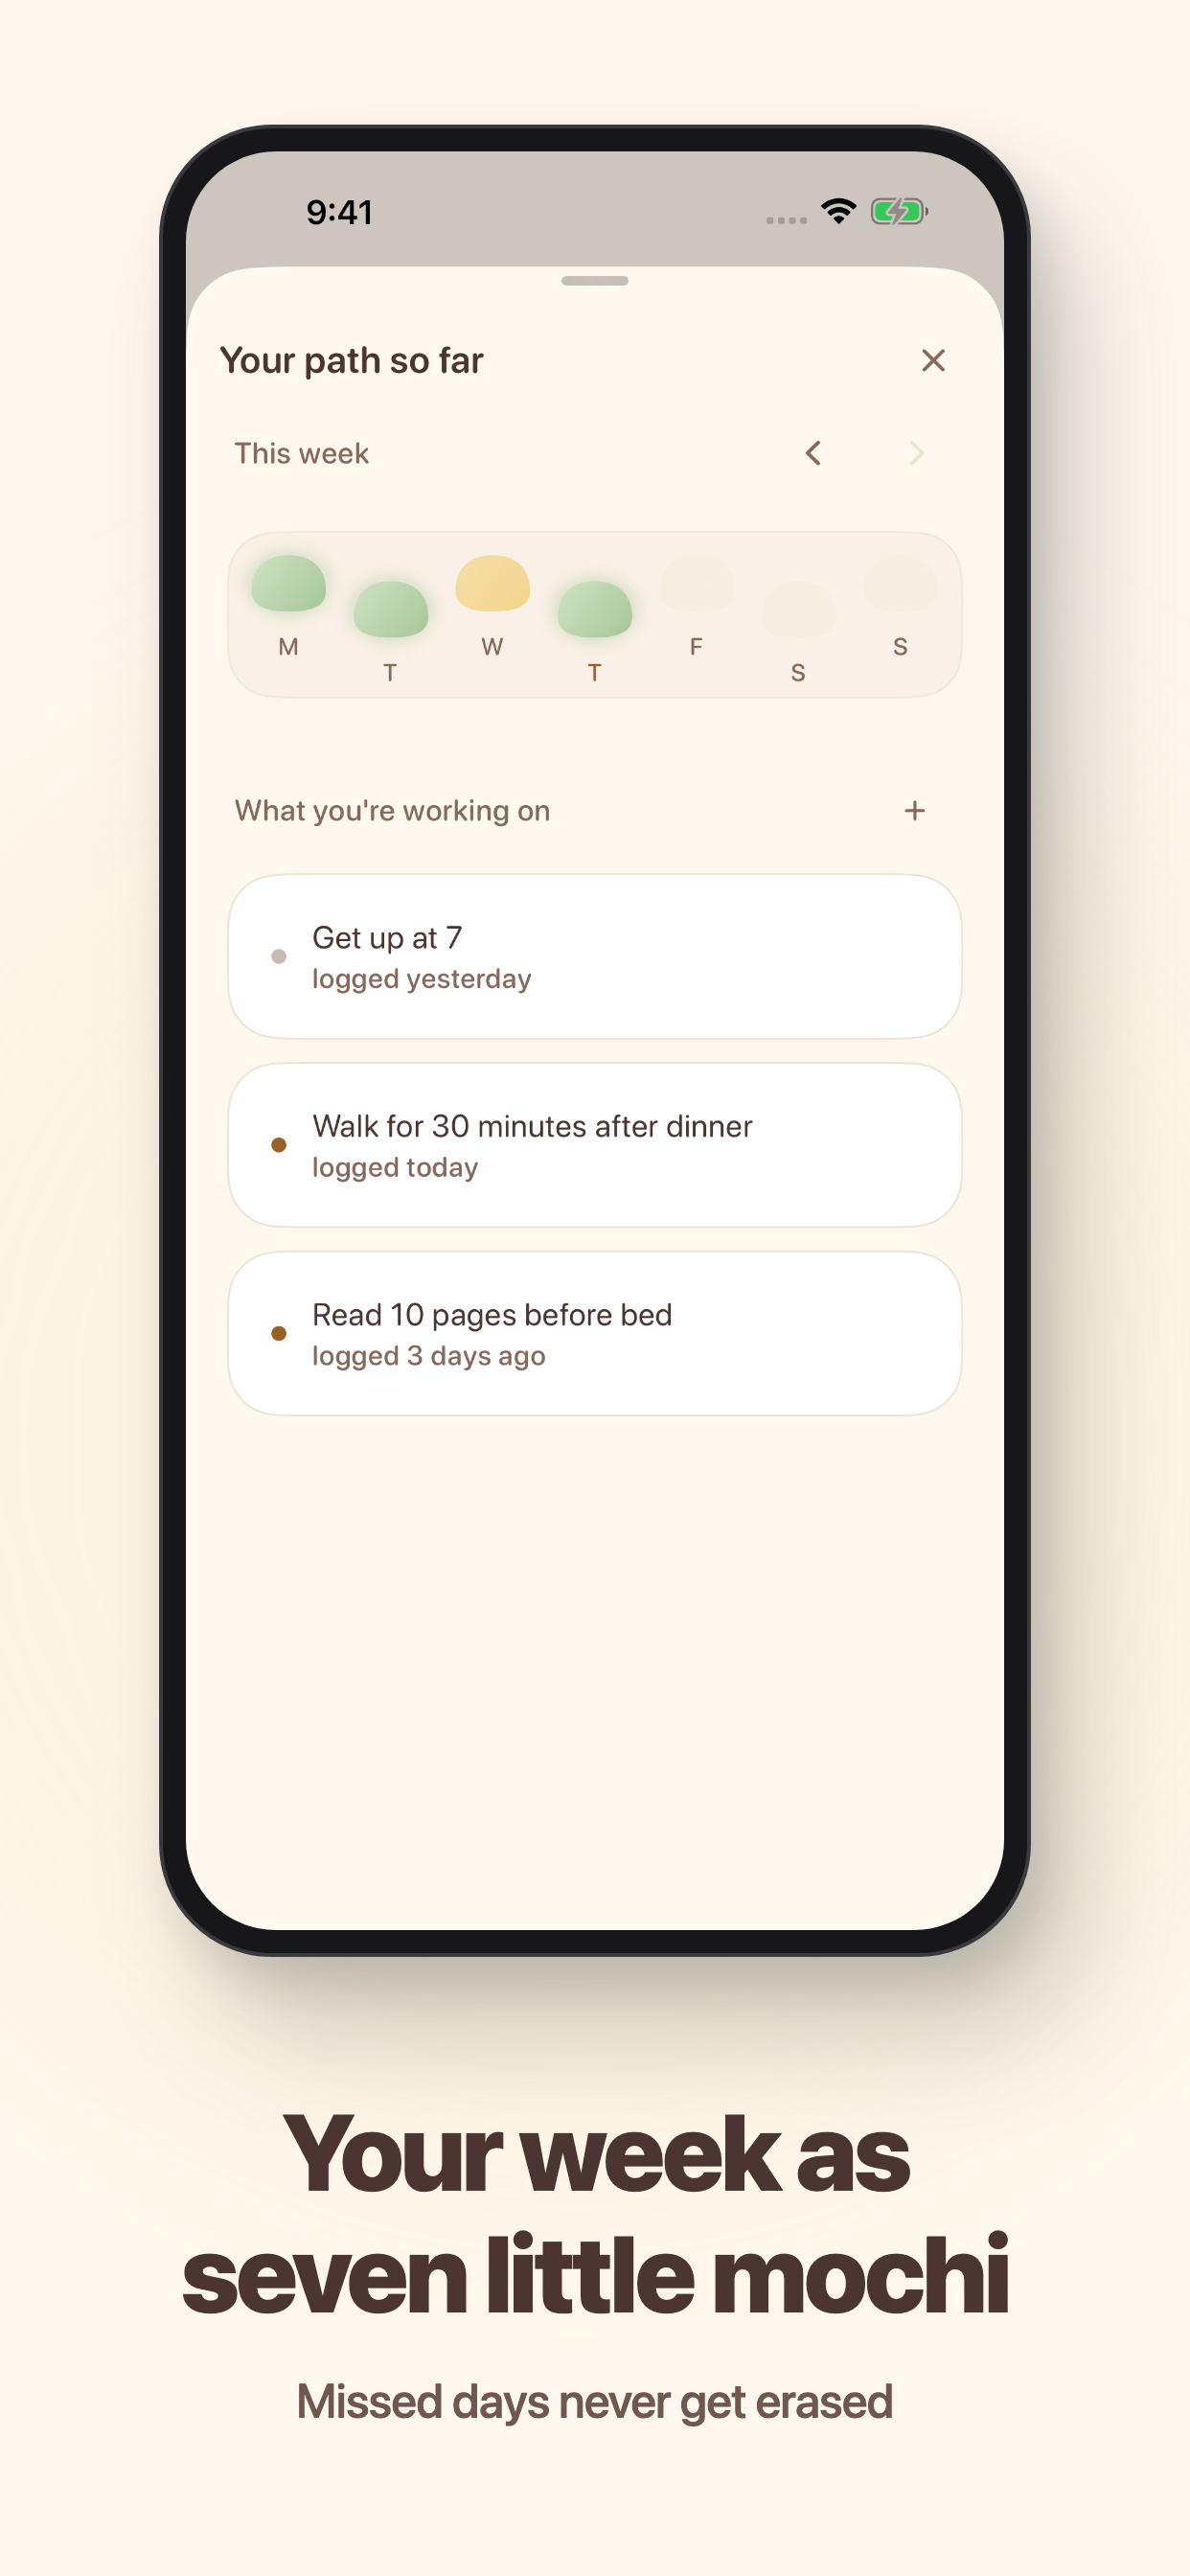 9:41
Your path so far
This week
M T W T F S S
What you're working on
Get up at 7
logged yesterday
Walk for 30 minutes after dinner
logged today
Read 10 pages before bed
logged 3 days ago
Your week as
seven little mochi
Missed days never get erased